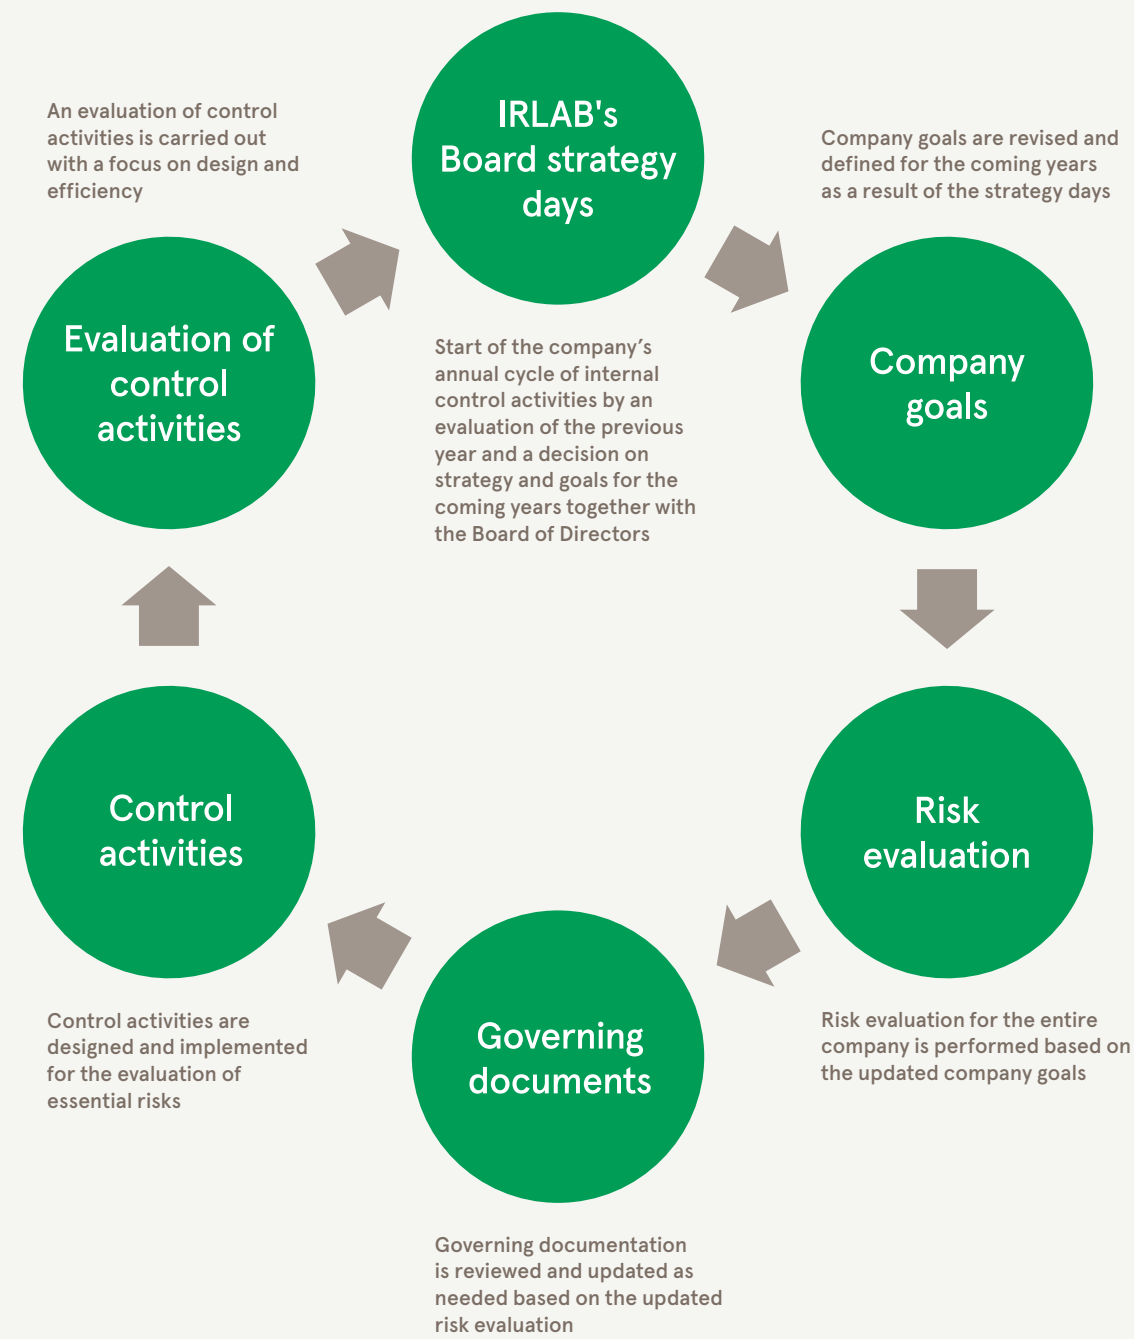 IRLAB's
Board strategy
days
Start of the company’s
annual cycle of internal
control activities by an
evaluation of the previous
year and a decision on
strategy and goals for the
coming years together with
the Board of Directors
Company goals are revised and
defined for the coming years
as a result of the strategy days
Company
goals
Risk
evaluation
Risk evaluation for the entire
company is performed based on
the updated company goals
Governing
documents
Governing documentation
is reviewed and updated as
needed based on the updated
risk evaluation
Control
activities
Control activities are
designed and implemented
for the evaluation of
essential risks
An evaluation of control
activities is carried out
with a focus on design and
efficiency
Evaluation of
control
activities